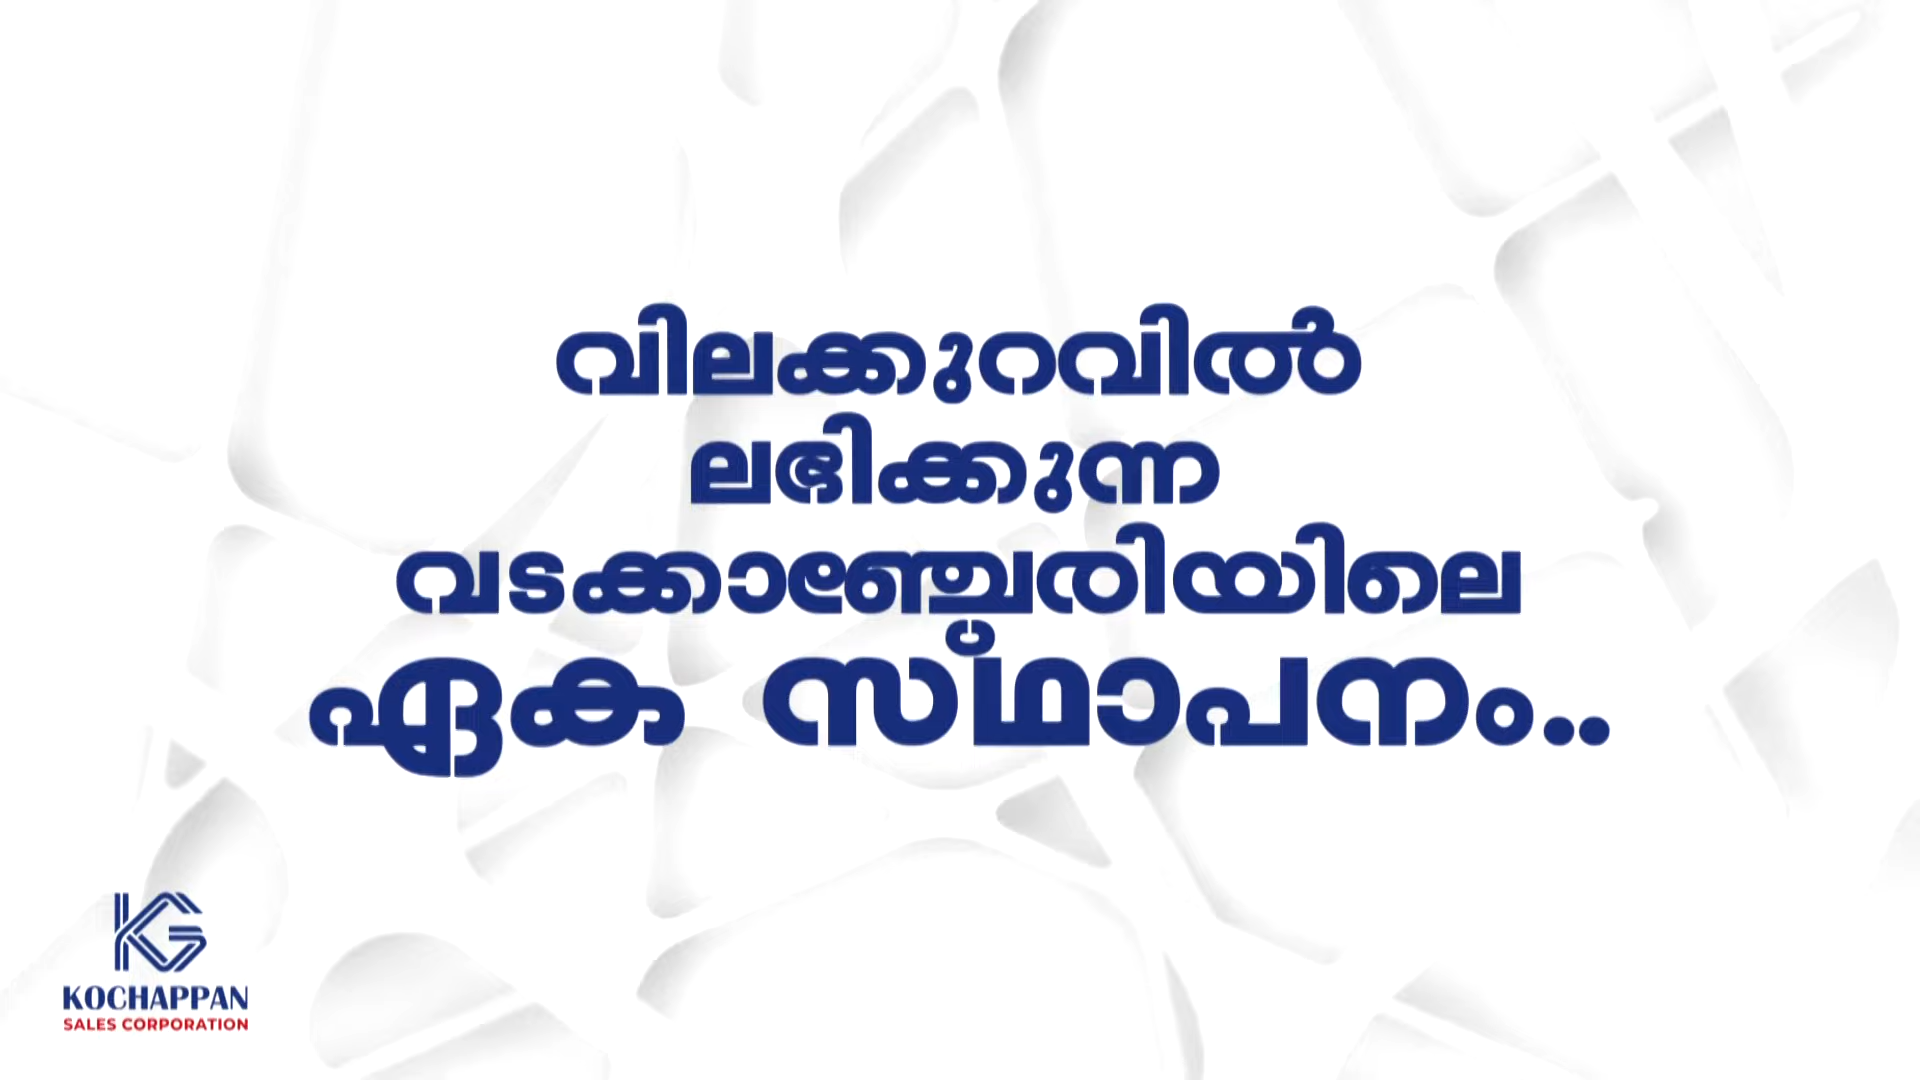 വിലക്കുറവിൽ
ലഭിക്കുന്ന
വടക്കാഞ്ചേരിയിലെ
ഏക സ്ഥാപനം..
KOCHAPPAN
SALES CORPORATION